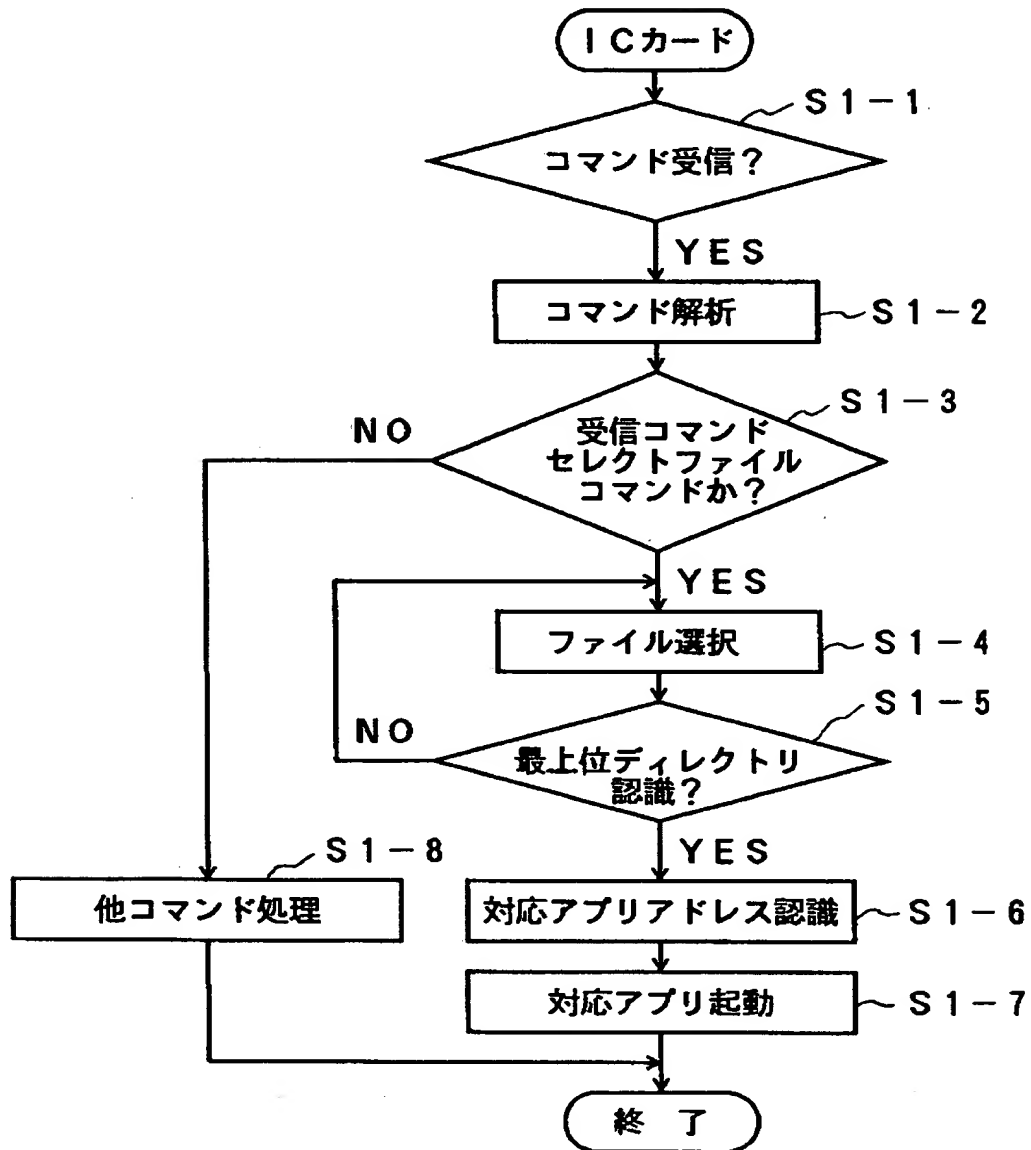 ICカード
S1-1
コマンド受信?
YES
コマンド解析
S1-2
S1-3
NO
受信コマンド
セレクトファイル
コマンドか?
YES
ファイル選択
S1-4
S1-5
NO
最上位ディレクトリ
認識?
YES
S1-8
他コマンド処理
対応アプリアドレス認識
S1-6
対応アプリ起動
S1-7
終 了